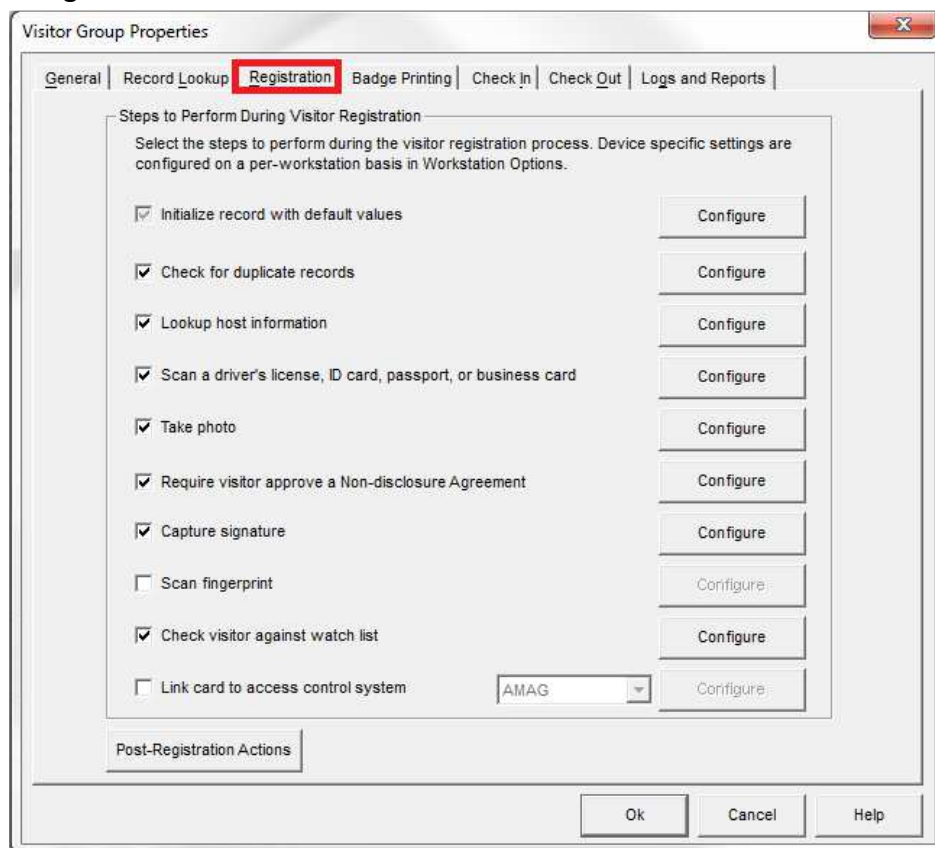 Visitor Group Properties
General Record Lookup Registration Badge Printing Check In Check Out Logs and Reports
Steps to Perform During Visitor Registration
Select the steps to perform during the visitor registration process. Device specific settings are
configured on a per-workstation basis in Workstation Options.
Initialize record with default values Configure
Check for duplicate records Configure
Lookup host information Configure
Scan a driver's license, ID card, passport, or business card Configure
Take photo Configure
Require visitor approve a Non-disclosure Agreement Configure
Capture signature Configure
Scan fingerprint Configure
Check visitor against watch list Configure
Link card to access control system AMAG Configure
Post-Registration Actions
Ok Cancel Help